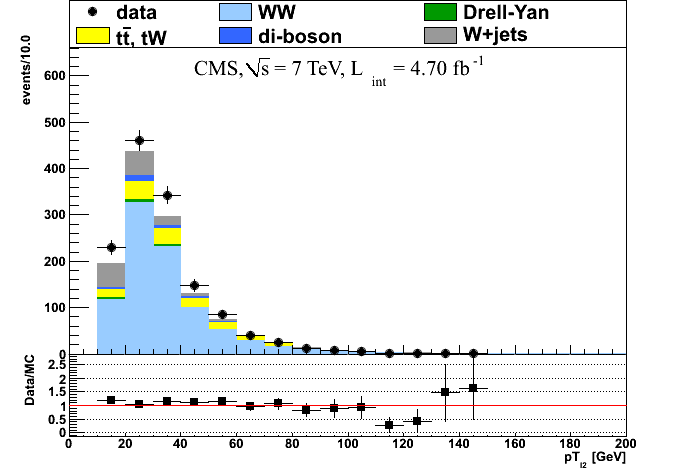 data WW Drell-Yan
tt̅, tW di-boson W+jets
CMS, √s = 7 TeV, L int = 4.70 fb⁻¹
events/10.0
600
500
400
300
200
100
0
Data/MC
2.5
2
1.5
1
0.5
0
0 20 40 60 80 100 120 140 160 180 200
pT l2 [GeV]